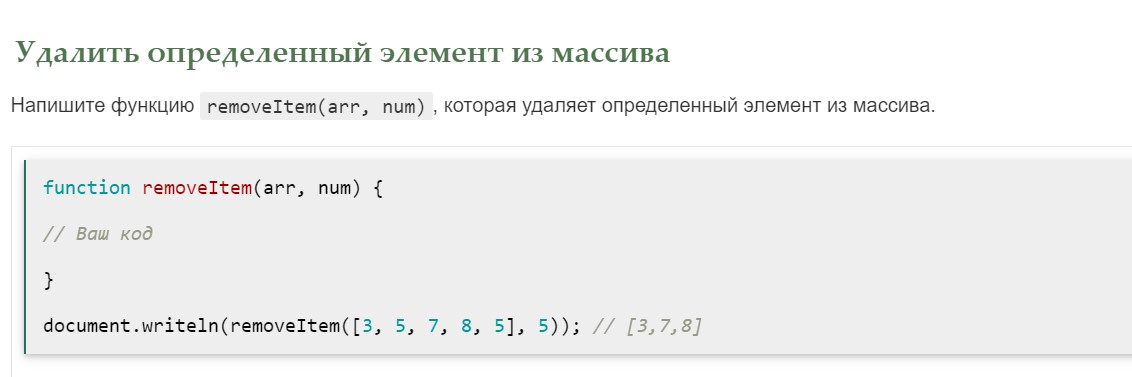 Удалить определенный элемент из массива
Напишите функцию removeItem(arr, num), которая удаляет определенный элемент из массива.
function removeItem(arr, num) {
// Ваш код
}
document.writeln(removeItem([3, 5, 7, 8, 5], 5)); // [3,7,8]